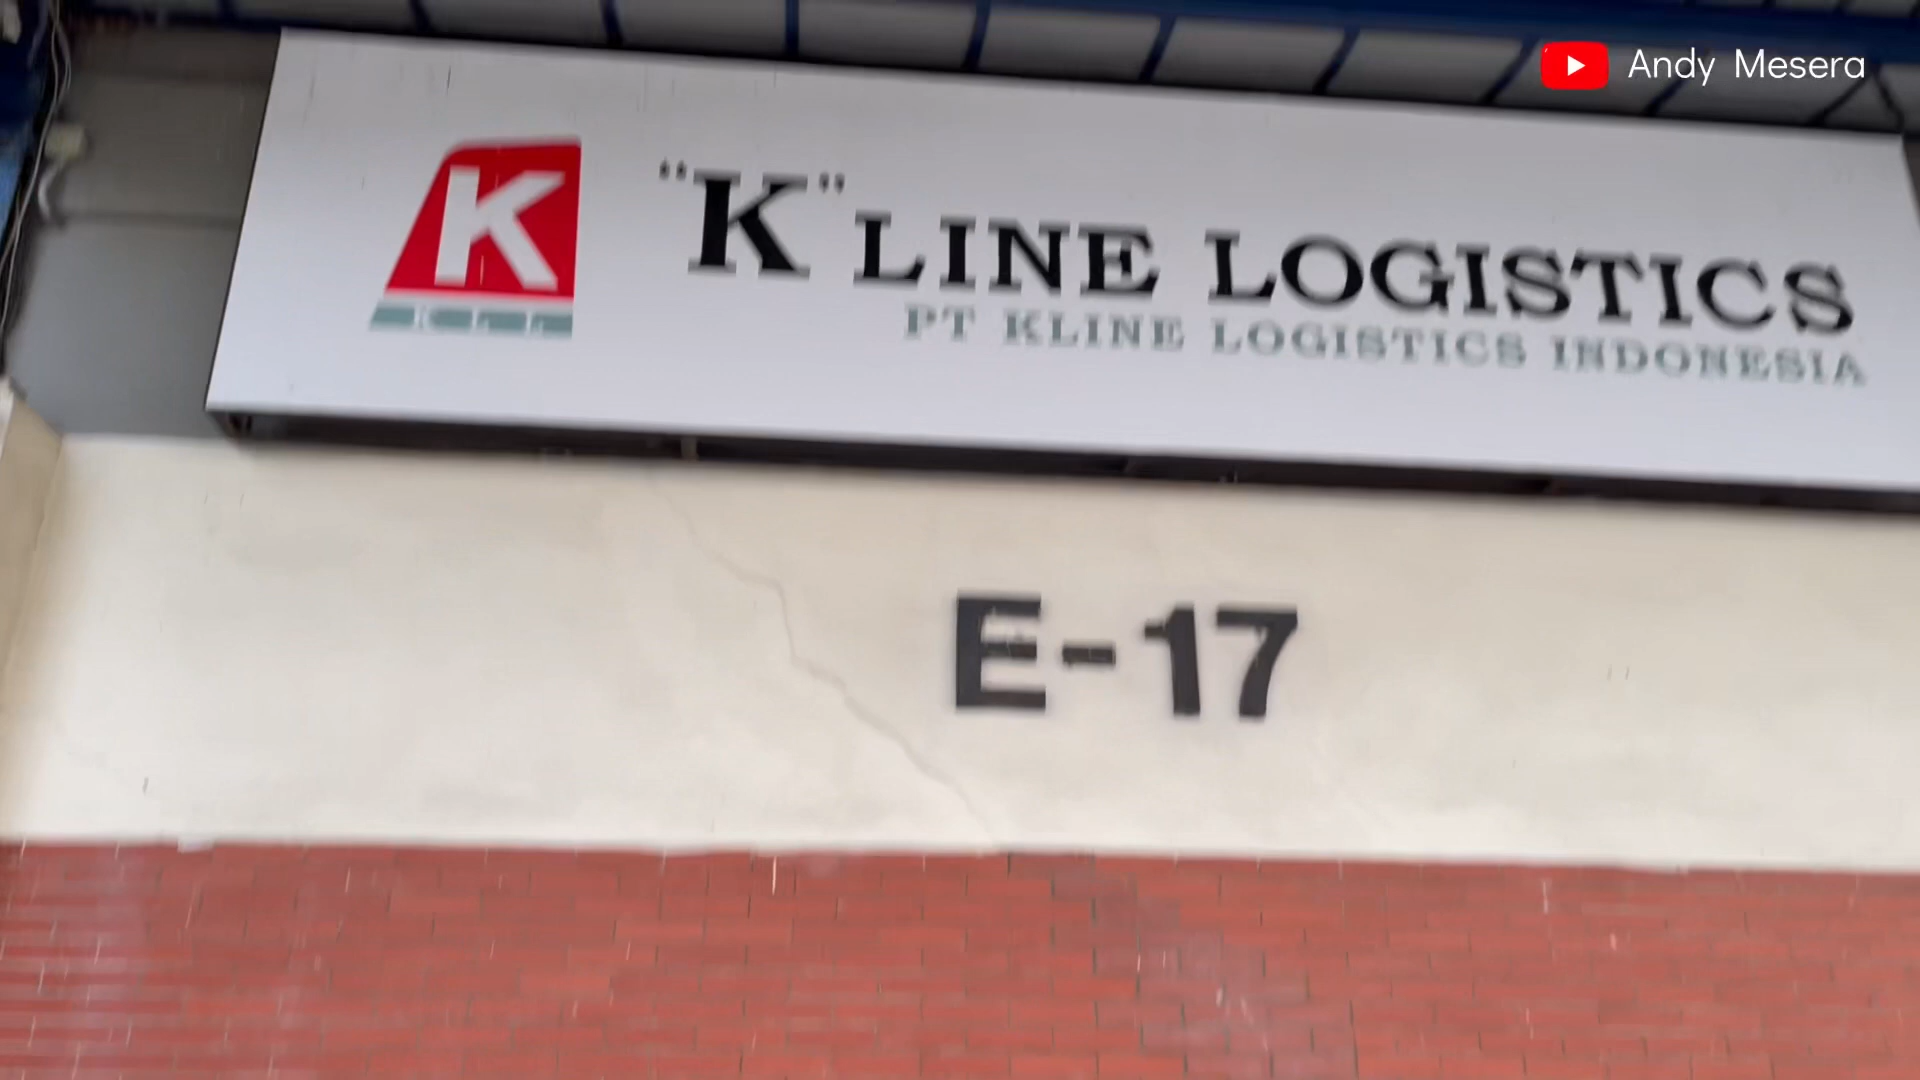 Andy Mesera
K
"K" LINE LOGISTICS
PT KLINE LOGISTICS INDONESIA
E-17